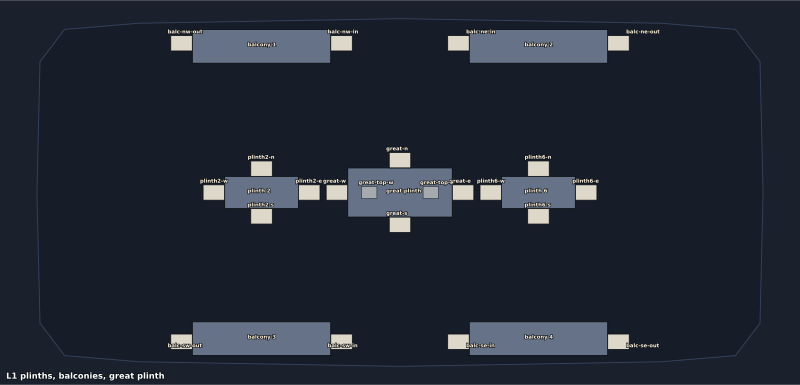 balc-nw-out
balcony 1
balc-nw-in
balc-ne-in
balcony 2
balc-ne-out
great-n
plinth2-n
plinth6-n
plinth2-w
plinth 2
plinth2-e
great-w
great-top-w
great plinth
great-e
plinth6-w
plinth 6
plinth6-e
plinth2-s
great-s
plinth6-s
balc-sw-out
balcony 3
balc-sw-in
balc-se-in
balcony 4
balc-se-out
L1 plinths, balconies, great plinth